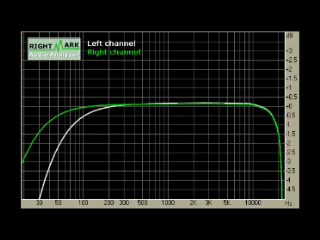 dB
RIGHT MARK
Left channel
Right channel
Audio Analyzer
+3
+2.5
+2
+1.5
+1
+0.5
-0
-0.5
-1
-1.5
-2
-2.5
-3
-3.5
-4
-4.5
30 50 100 200 300 500 1000 2K 3K 5K 10000 Hz